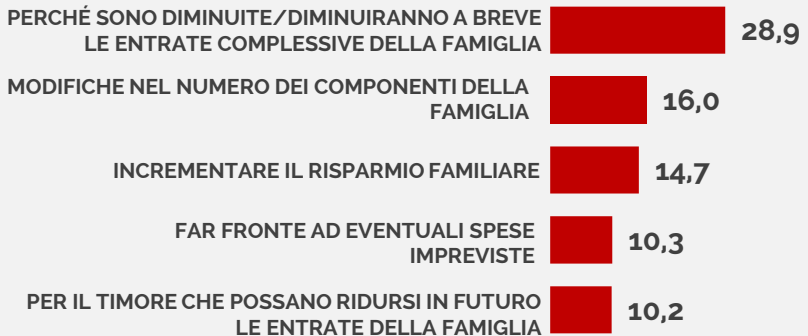 PERCHÉ SONO DIMINUITE/DIMINUIRANNO A BREVE
LE ENTRATE COMPLESSIVE DELLA FAMIGLIA
28,9
MODIFICHE NEL NUMERO DEI COMPONENTI DELLA
FAMIGLIA
16,0
INCREMENTARE IL RISPARMIO FAMILIARE
14,7
FAR FRONTE AD EVENTUALI SPESE
IMPREVISTE
10,3
PER IL TIMORE CHE POSSANO RIDURSI IN FUTURO
LE ENTRATE DELLA FAMIGLIA
10,2